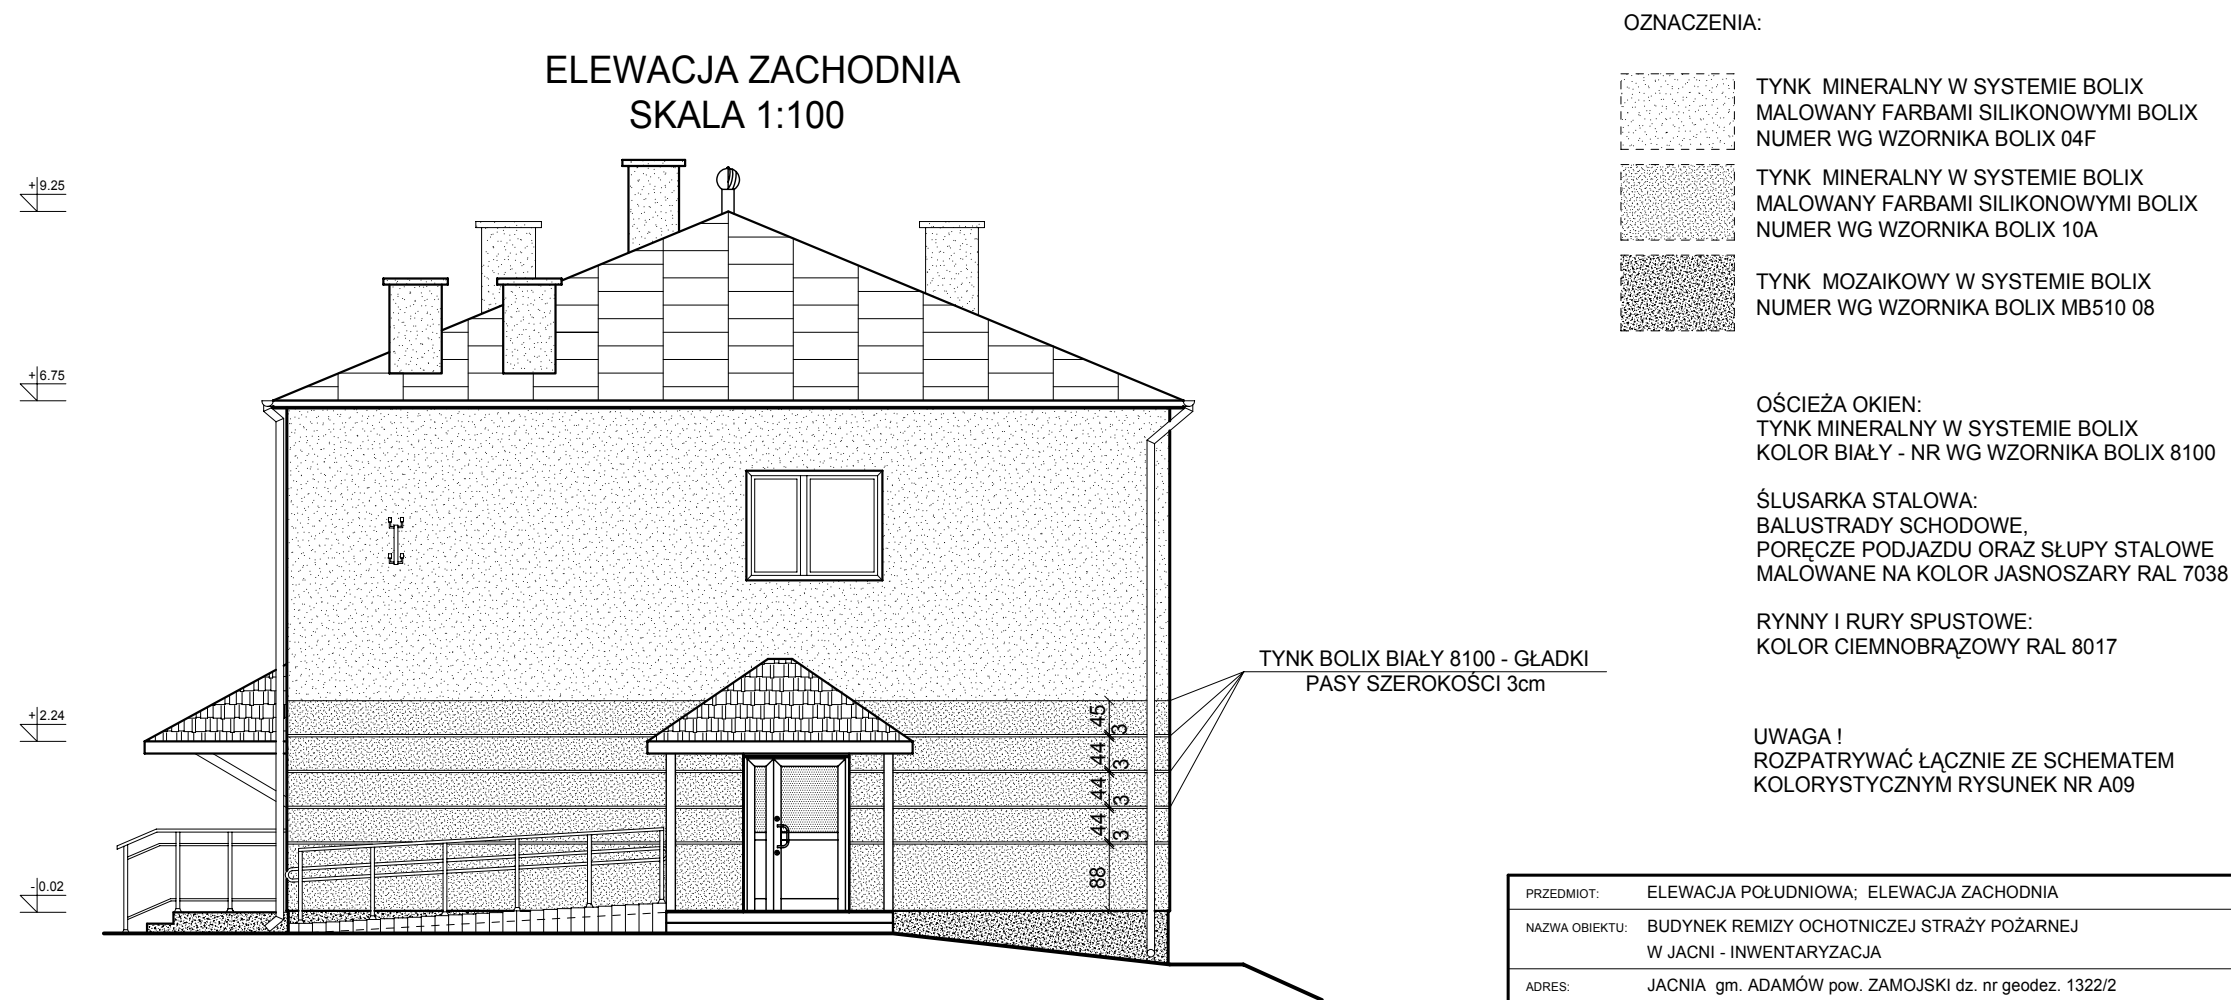 OZNACZENIA:
ELEWACJA ZACHODNIA
SKALA 1:100
TYNK MINERALNY W SYSTEMIE BOLIX
MALOWANY FARBAMI SILIKONOWYMI BOLIX
NUMER WG WZORNIKA BOLIX 04F
TYNK MINERALNY W SYSTEMIE BOLIX
MALOWANY FARBAMI SILIKONOWYMI BOLIX
NUMER WG WZORNIKA BOLIX 10A
TYNK MOZAIKOWY W SYSTEMIE BOLIX
NUMER WG WZORNIKA BOLIX MB510 08
OŚCIEŻA OKIEN:
TYNK MINERALNY W SYSTEMIE BOLIX
KOLOR BIAŁY - NR WG WZORNIKA BOLIX 8100
ŚLUSARKA STALOWA:
BALUSTRADY SCHODOWE,
PORĘCZE PODJAZDU ORAZ SŁUPY STALOWE
MALOWANE NA KOLOR JASNOSZARY RAL 7038
RYNNY I RURY SPUSTOWE:
KOLOR CIEMNOBRĄZOWY RAL 8017
UWAGA !
ROZPATRYWAĆ ŁĄCZNIE ZE SCHEMATEM
KOLORYSTYCZNYM RYSUNEK NR A09
+9.25
+6.75
+2.24
-0.02
TYNK BOLIX BIAŁY 8100 - GŁADKI
PASY SZEROKOŚCI 3cm
45
3
44
3
44
3
44
3
88
PRZEDMIOT: ELEWACJA POŁUDNIOWA; ELEWACJA ZACHODNIA
NAZWA OBIEKTU: BUDYNEK REMIZY OCHOTNICZEJ STRAŻY POŻARNEJ
W JACNI - INWENTARYZACJA
ADRES: JACNIA gm. ADAMÓW pow. ZAMOJSKI dz. nr geodez. 1322/2